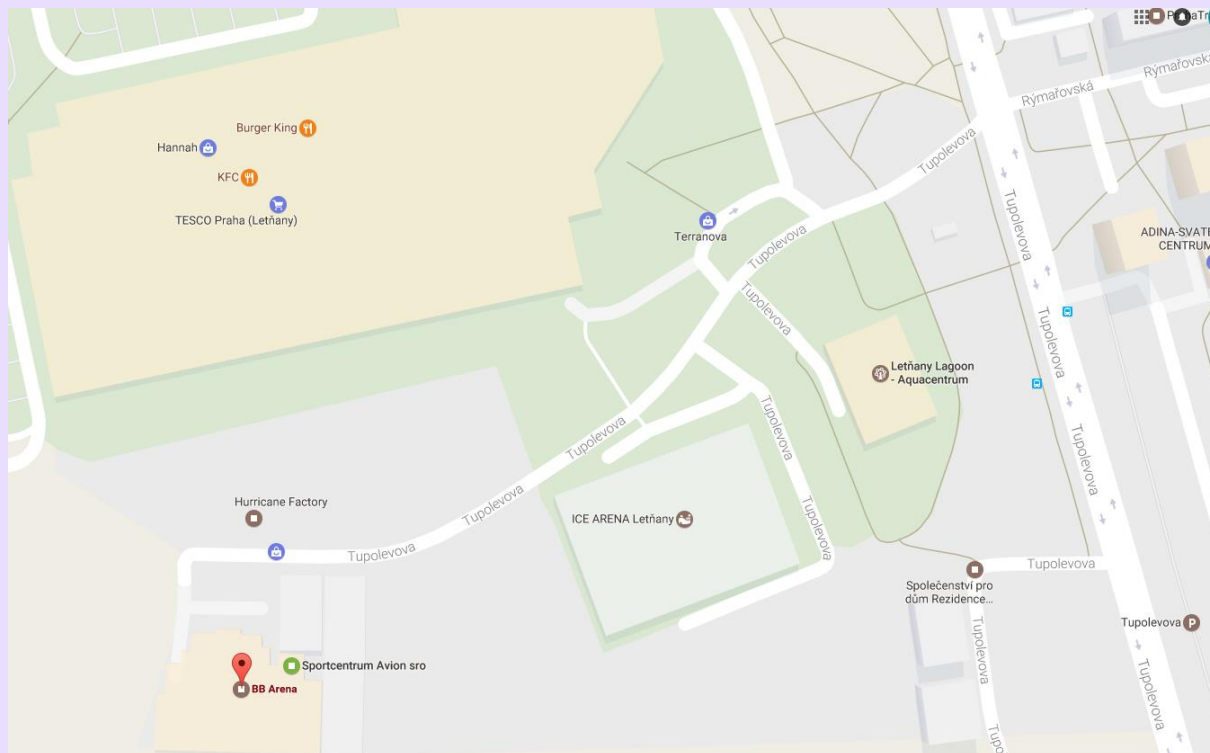 Rýmařovská
Rýmařovská
Burger King
Hannah
KFC
TESCO Praha (Letňany)
Tupolevova
Terranova
Tupolevova
Tupolevova
ADINA-SVATE
CENTRUM
Tupolevova
Tupolevova
Letňany Lagoon
- Aquacentrum
Tupolevova
Tupolevova
Tupolevova
Tupolevova
Hurricane Factory
Tupolevova
ICE ARENA Letňany
Tupolevova
Tupolevova
Tupolevova
Společenství pro
dům Rezidence...
Tupolevova
P
Tupolevova
Tupolevova
Sportcentrum Avion sro
BB Arena